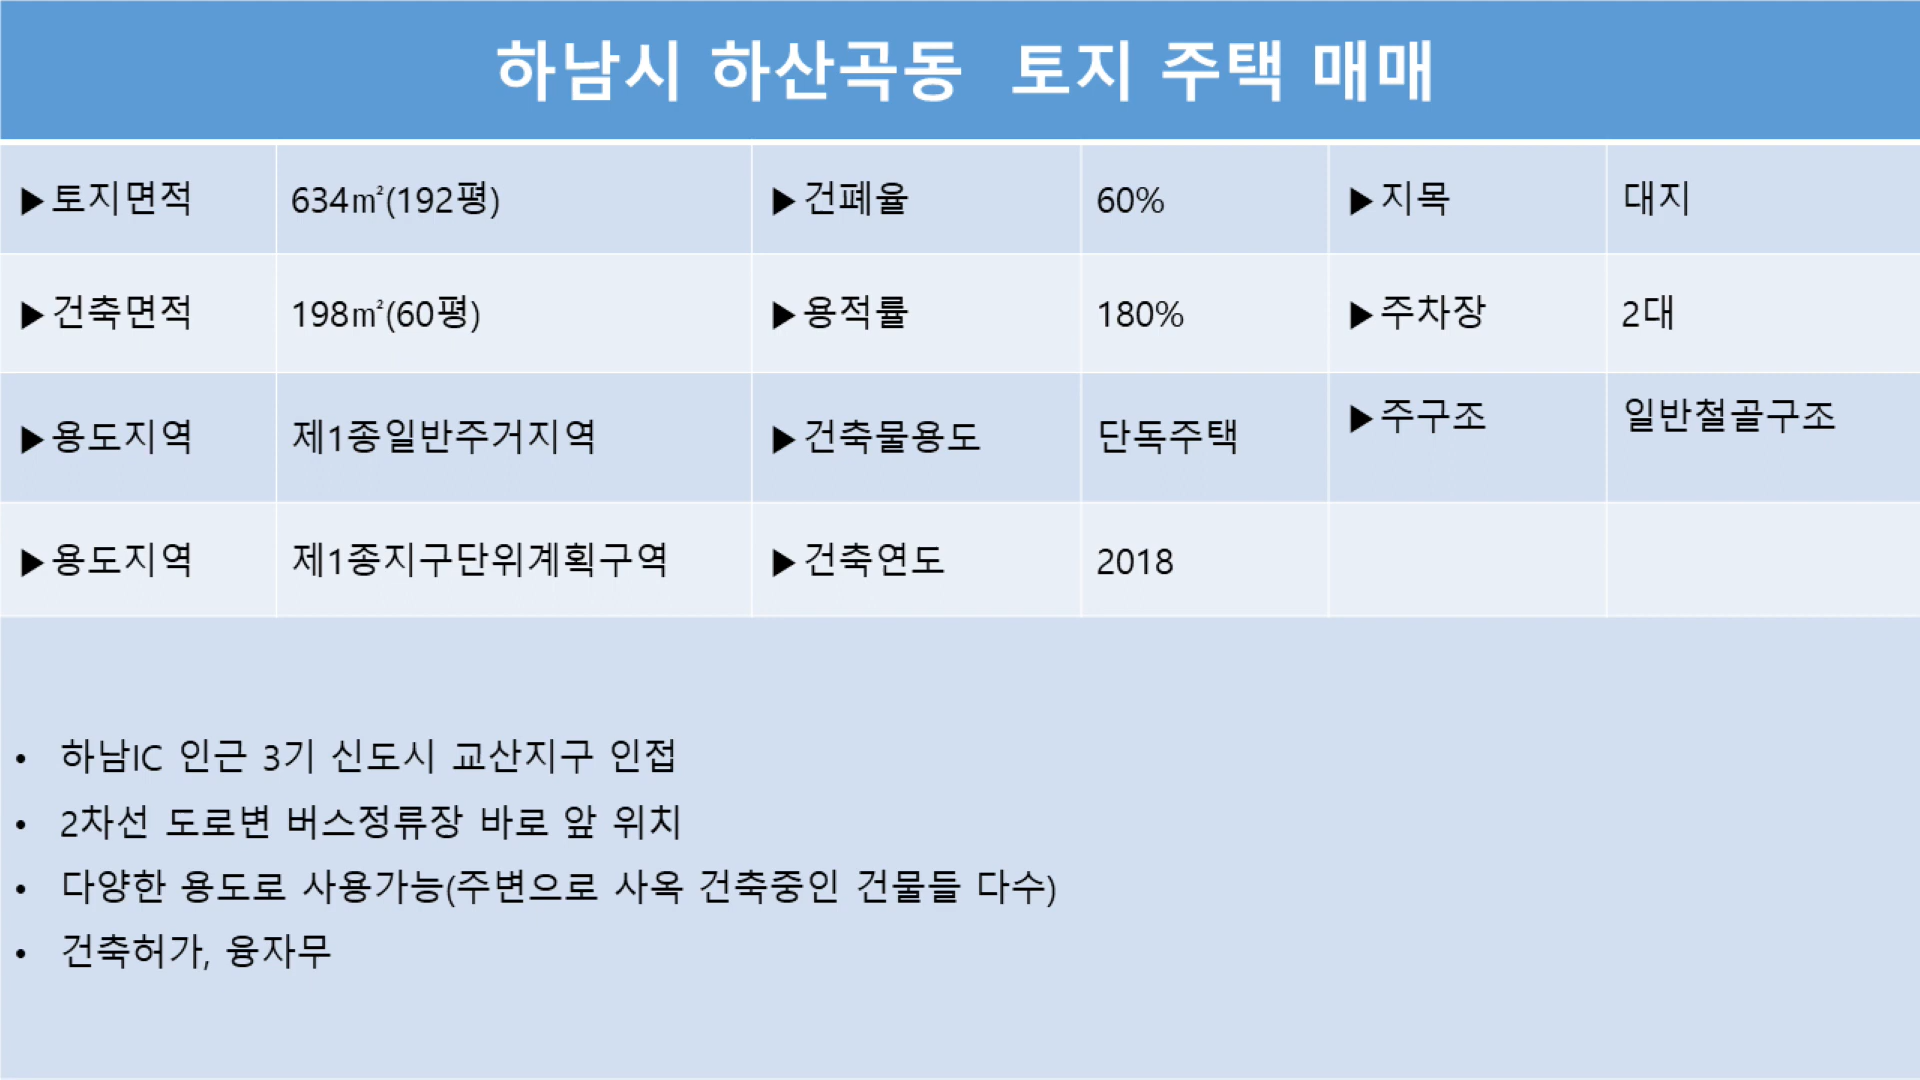 하남시 하산곡동 토지 주택 매매
▶토지면적 634㎡(192평) ▶건폐율 60% ▶지목 대지
▶건축면적 198㎡(60평) ▶용적률 180% ▶주차장 2대
▶용도지역 제1종일반주거지역 ▶건축물용도 단독주택 ▶주구조 일반철골구조
▶용도지역 제1종지구단위계획구역 ▶건축연도 2018
• 하남IC 인근 3기 신도시 교산지구 인접
• 2차선 도로변 버스정류장 바로 앞 위치
• 다양한 용도로 사용가능(주변으로 사옥 건축중인 건물들 다수)
• 건축허가, 융자무